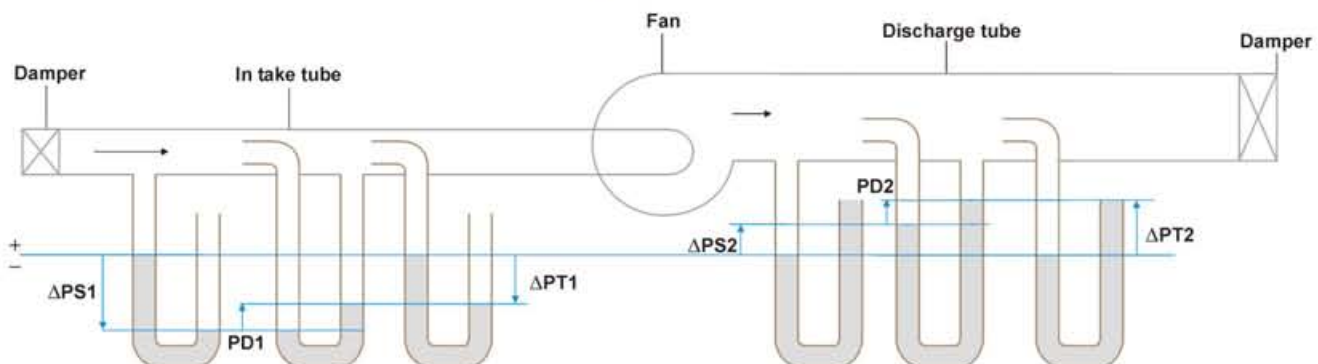 Fan
Discharge tube
Damper
Damper
In take tube
PD2
ΔPS2
ΔPT2
+
−
ΔPS1
ΔPT1
PD1